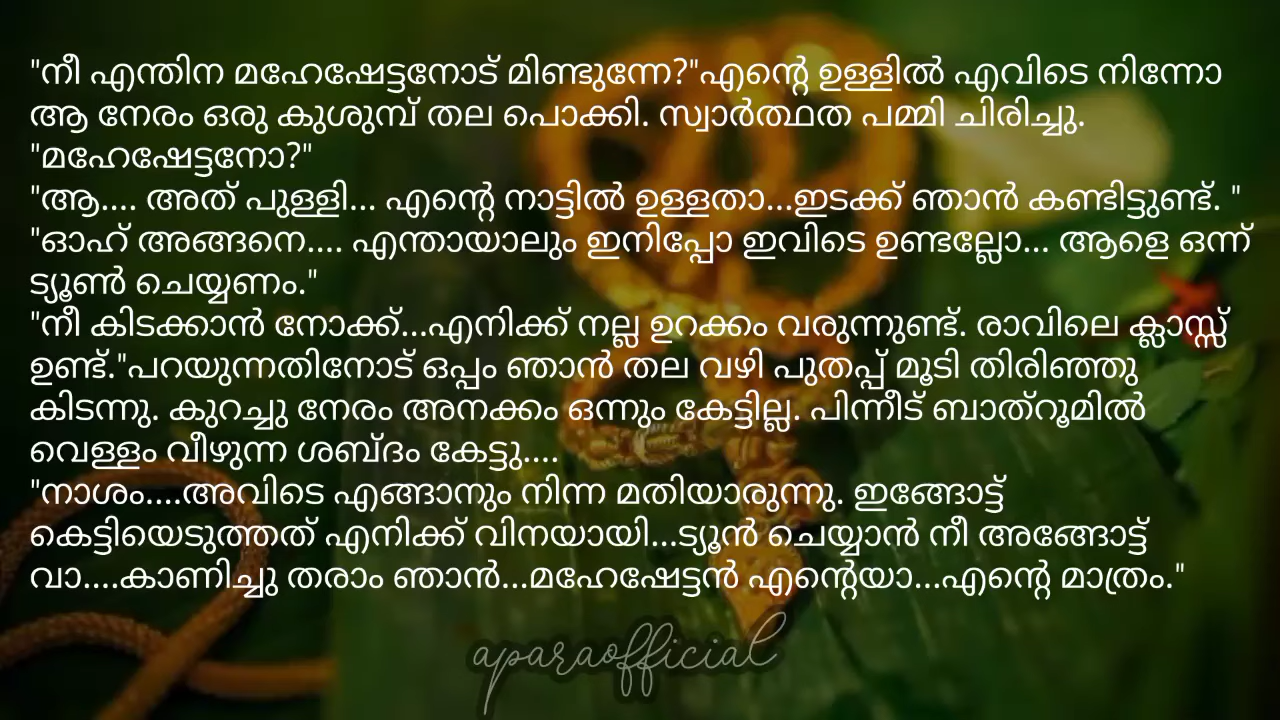 "നീ എന്തിന മഹേഷേട്ടനോട് മിണ്ടുന്നേ?"എന്റെ ഉള്ളിൽ എവിടെ നിന്നോ
ആ നേരം ഒരു കുശുമ്പ് തല പൊക്കി. സ്വാർത്ഥത പമ്മി ചിരിച്ചു.
"മഹേഷേട്ടനോ?"
"ആ.... അത് പുള്ളി... എന്റെ നാട്ടിൽ ഉള്ളതാ...ഇടക്ക് ഞാൻ കണ്ടിട്ടുണ്ട്. "
"ഓഹ് അങ്ങനെ.... എന്തായാലും ഇനിപ്പോ ഇവിടെ ഉണ്ടല്ലോ... ആളെ ഒന്ന്
ട്യൂൺ ചെയ്യണം."
"നീ കിടക്കാൻ നോക്ക്...എനിക്ക് നല്ല ഉറക്കം വരുന്നുണ്ട്. രാവിലെ ക്ലാസ്സ്
ഉണ്ട്."പറയുന്നതിനോട് ഒപ്പം ഞാൻ തല വഴി പുതപ്പ് മൂടി തിരിഞ്ഞു
കിടന്നു. കുറച്ചു നേരം അനക്കം ഒന്നും കേട്ടില്ല. പിന്നീട് ബാത്റൂമിൽ
വെള്ളം വീഴുന്ന ശബ്ദം കേട്ടു....
"നാശം....അവിടെ എങ്ങാനും നിന്ന മതിയാരുന്നു. ഇങ്ങോട്ട്
കെട്ടിയെടുത്തത് എനിക്ക് വിനയായി...ട്യൂൻ ചെയ്യാൻ നീ അങ്ങോട്ട്
വാ....കാണിച്ചു തരാം ഞാൻ...മഹേഷേട്ടൻ എന്റെയാ...എന്റെ മാത്രം."
aparaofficial